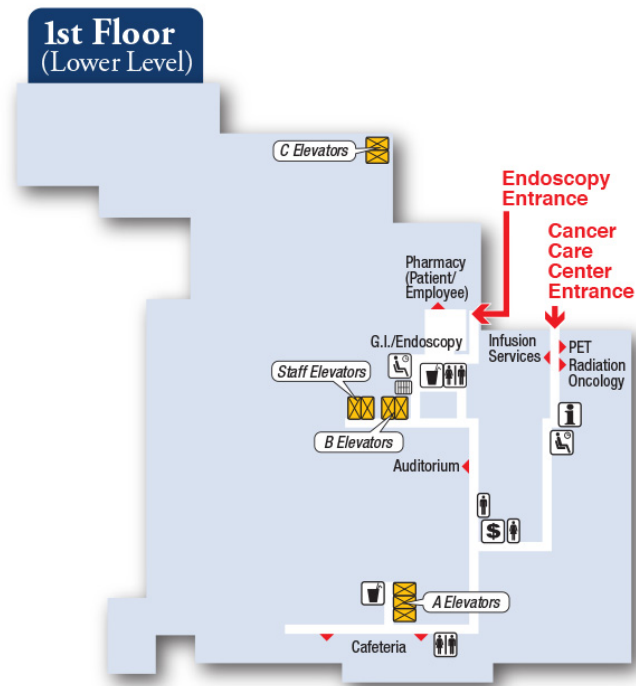 1st Floor
(Lower Level)
C Elevators
Endoscopy
Entrance
Cancer
Care
Center
Entrance
Pharmacy
(Patient/
Employee)
G.I./Endoscopy
Infusion
Services
PET
Radiation
Oncology
Staff Elevators
B Elevators
i
Auditorium
$
A Elevators
Cafeteria